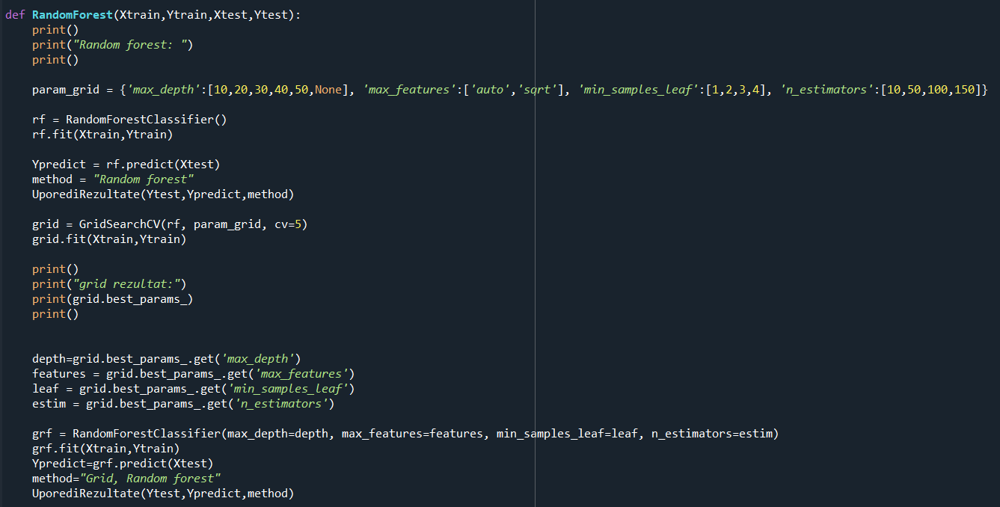 def RandomForest(Xtrain,Ytrain,Xtest,Ytest):
    print()
    print("Random forest: ")
    print()

    param_grid = {'max_depth':[10,20,30,40,50,None], 'max_features':['auto','sqrt'], 'min_samples_leaf':[1,2,3,4], 'n_estimators':[10,50,100,150]}

    rf = RandomForestClassifier()
    rf.fit(Xtrain,Ytrain)

    Ypredict = rf.predict(Xtest)
    method = "Random forest"
    UporediRezultate(Ytest,Ypredict,method)

    grid = GridSearchCV(rf, param_grid, cv=5)
    grid.fit(Xtrain,Ytrain)

    print()
    print("grid rezultat:")
    print(grid.best_params_)
    print()


    depth=grid.best_params_.get('max_depth')
    features = grid.best_params_.get('max_features')
    leaf = grid.best_params_.get('min_samples_leaf')
    estim = grid.best_params_.get('n_estimators')

    grf = RandomForestClassifier(max_depth=depth, max_features=features, min_samples_leaf=leaf, n_estimators=estim)
    grf.fit(Xtrain,Ytrain)
    Ypredict=grf.predict(Xtest)
    method="Grid, Random forest"
    UporediRezultate(Ytest,Ypredict,method)